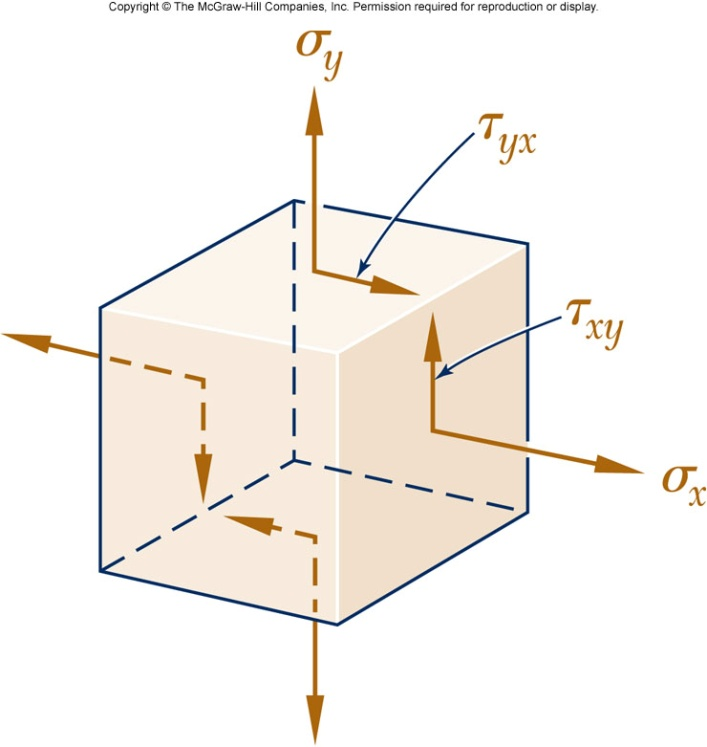 Copyright © The McGraw-Hill Companies, Inc. Permission required for reproduction or display.
σy
τyx
τxy
σx